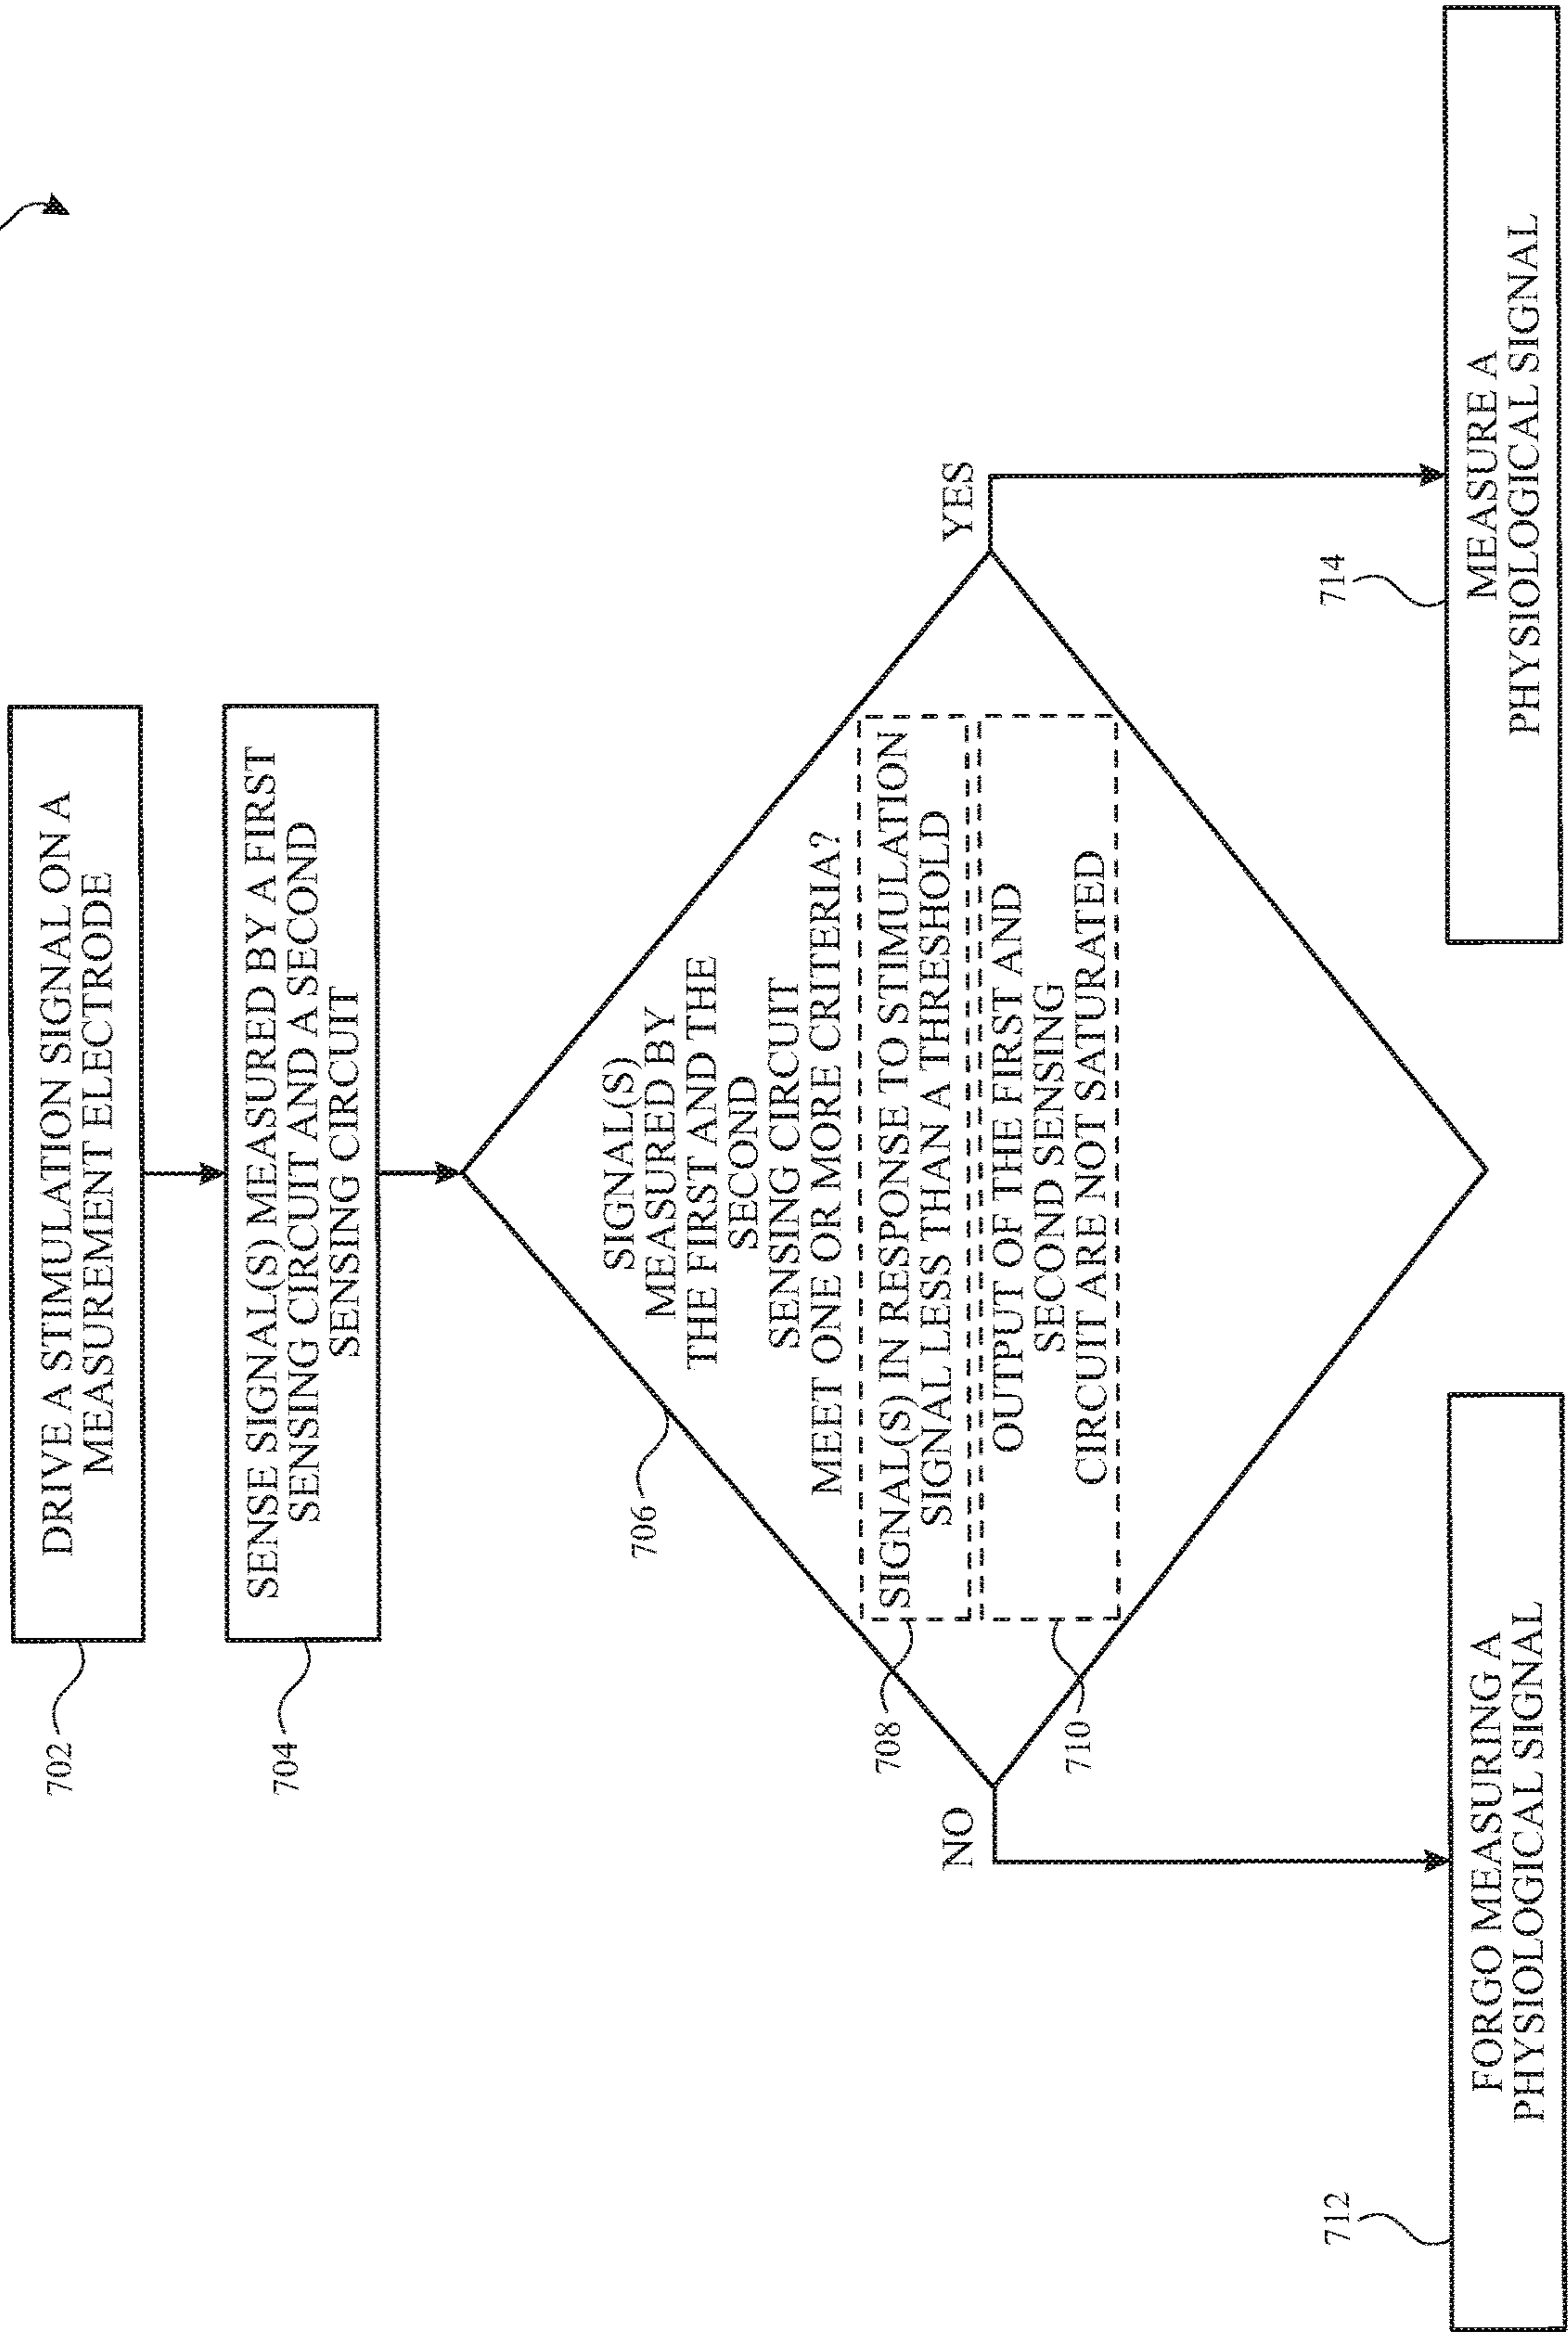 702
DRIVE A STIMULATION SIGNAL ON A
MEASUREMENT ELECTRODE
704
SENSE SIGNAL(S) MEASURED BY A FIRST
SENSING CIRCUIT AND A SECOND
SENSING CIRCUIT
706
SIGNAL(S)
MEASURED BY
THE FIRST AND THE
SECOND
SENSING CIRCUIT
MEET ONE OR MORE CRITERIA?
708
SIGNAL(S) IN RESPONSE TO STIMULATION
SIGNAL LESS THAN A THRESHOLD
710
OUTPUT OF THE FIRST AND
SECOND SENSING
CIRCUIT ARE NOT SATURATED
NO
YES
712
FORGO MEASURING A
PHYSIOLOGICAL SIGNAL
714
MEASURE A
PHYSIOLOGICAL SIGNAL